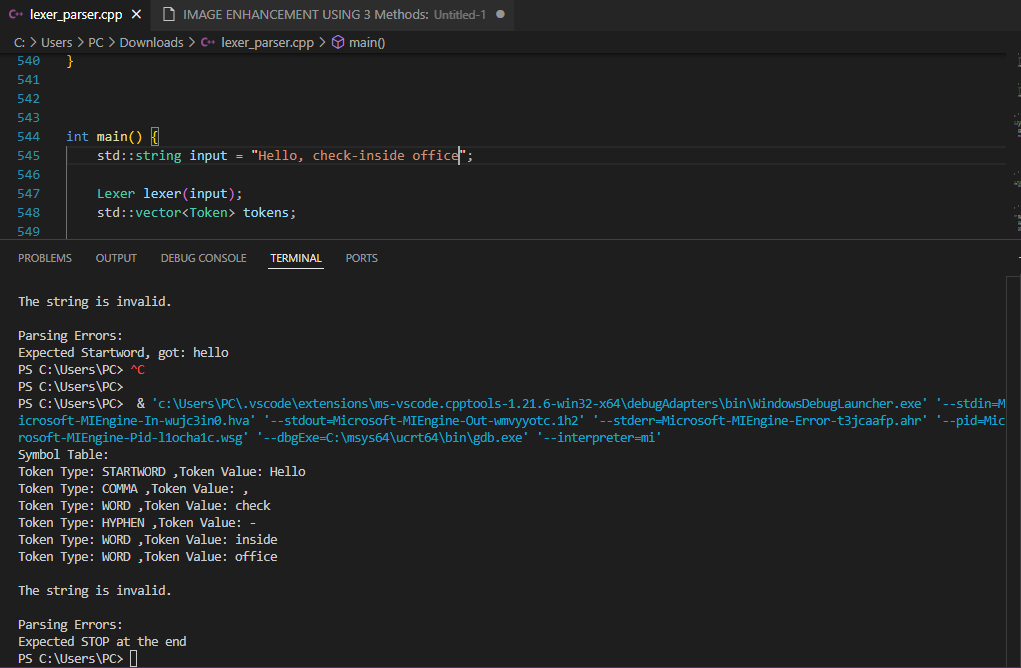 C++ lexer_parser.cpp × IMAGE ENHANCEMENT USING 3 Methods: Untitled-1 ●
C: > Users > PC > Downloads > C++ lexer_parser.cpp > main()
540 }
541
542
543
544 int main() {
545 std::string input = "Hello, check-inside office";
546
547 Lexer lexer(input);
548 std::vector<Token> tokens;
549
PROBLEMS OUTPUT DEBUG CONSOLE TERMINAL PORTS
The string is invalid.
Parsing Errors:
Expected Startword, got: hello
PS C:\Users\PC> ^C
PS C:\Users\PC>
PS C:\Users\PC>  & 'c:\Users\PC\.vscode\extensions\ms-vscode.cpptools-1.21.6-win32-x64\debugAdapters\bin\WindowsDebugLauncher.exe' '--stdin=M
icrosoft-MIEngine-In-wujc3in0.hva' '--stdout=Microsoft-MIEngine-Out-wmvyyotc.1h2' '--stderr=Microsoft-MIEngine-Error-t3jcaafp.ahr' '--pid=Mic
rosoft-MIEngine-Pid-l1ocha1c.wsg' '--dbgExe=C:\msys64\ucrt64\bin\gdb.exe' '--interpreter=mi'
Symbol Table:
Token Type: STARTWORD ,Token Value: Hello
Token Type: COMMA ,Token Value: ,
Token Type: WORD ,Token Value: check
Token Type: HYPHEN ,Token Value: -
Token Type: WORD ,Token Value: inside
Token Type: WORD ,Token Value: office
The string is invalid.
Parsing Errors:
Expected STOP at the end
PS C:\Users\PC>